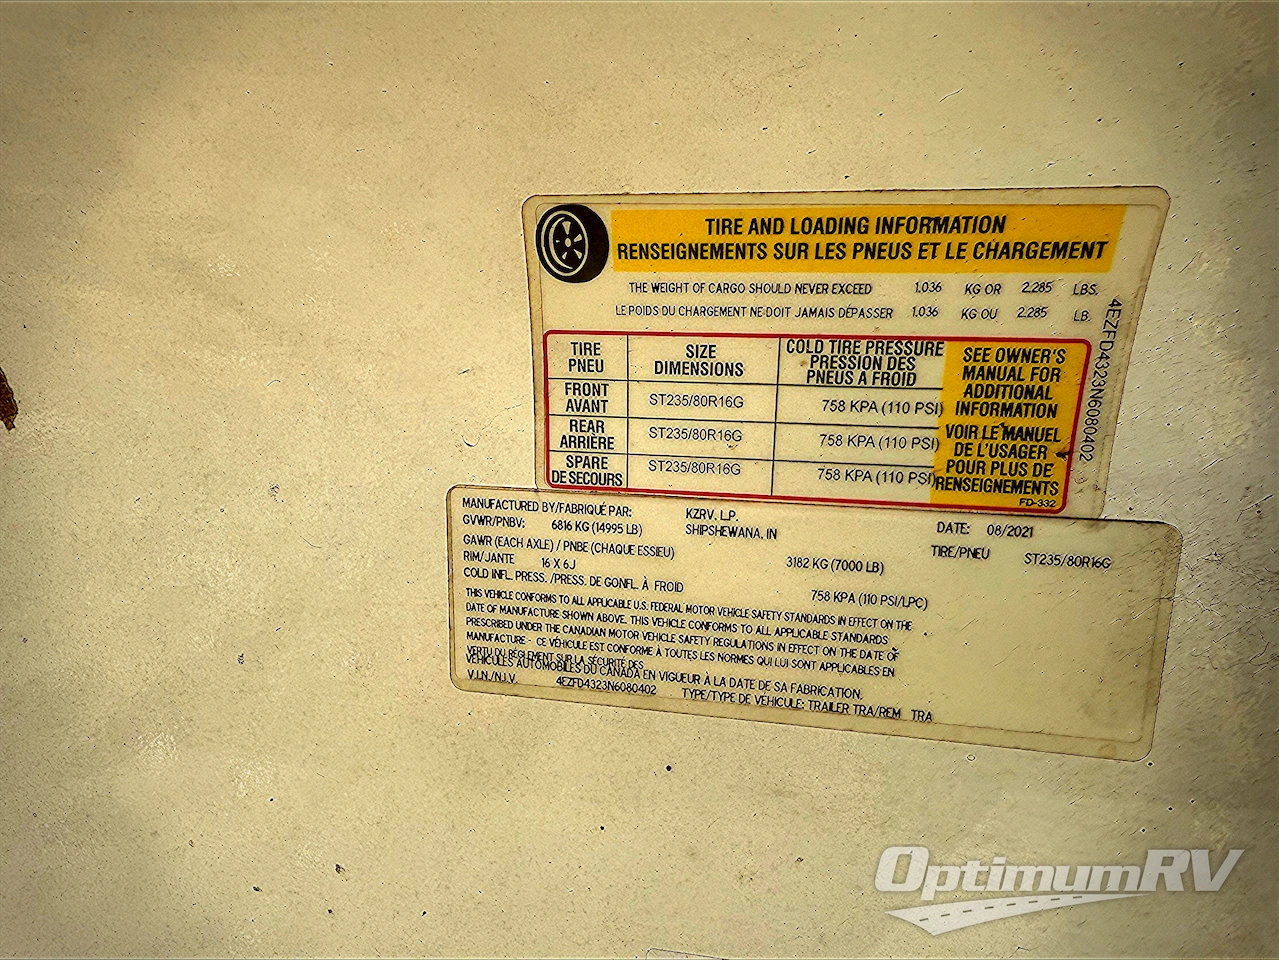 TIRE AND LOADING INFORMATION
RENSEIGNEMENTS SUR LES PNEUS ET LE CHARGEMENT
THE WEIGHT OF CARGO SHOULD NEVER EXCEED 1,036 KG OR 2,285 LBS.
LE POIDS DU CHARGEMENT NE DOIT JAMAIS DÉPASSER 1,036 KG OU 2,285 LB.
TIRE
PNEU
SIZE
DIMENSIONS
COLD TIRE PRESSURE
PRESSION DES
PNEUS A FROID
FRONT
AVANT
ST235/80R16G
758 KPA (110 PSI)
REAR
ARRIÈRE
ST235/80R16G
758 KPA (110 PSI)
SPARE
DE SECOURS
ST235/80R16G
758 KPA (110 PSI)
SEE OWNER'S
MANUAL FOR
ADDITIONAL
INFORMATION
VOIR LE MANUEL
DE L'USAGER
POUR PLUS DE
RENSEIGNEMENTS
FD-332
4EZFD4323N6080402
MANUFACTURED BY/FABRIQUÉ PAR: KZRV, L.P. DATE: 08/2021
GVWR/PNBV: 6816 KG (14995 LB) SHIPSHEWANA, IN
GAWR (EACH AXLE) / PNBE (CHAQUE ESSIEU) 3182 KG (7000 LB) TIRE/PNEU ST235/80R16G
RIM/JANTE 16 X 6J
COLD INFL. PRESS. /PRESS. DE GONFL. À FROID 758 KPA (110 PSI/LPC)
THIS VEHICLE CONFORMS TO ALL APPLICABLE U.S. FEDERAL MOTOR VEHICLE SAFETY STANDARDS IN EFFECT ON THE
DATE OF MANUFACTURE SHOWN ABOVE. THIS VEHICLE CONFORMS TO ALL APPLICABLE STANDARDS
PRESCRIBED UNDER THE CANADIAN MOTOR VEHICLE SAFETY REGULATIONS IN EFFECT ON THE DATE OF
MANUFACTURE - CE VÉHICULE EST CONFORME À TOUTES LES NORMES QUI LUI SONT APPLICABLES EN
VERTU DU RÈGLEMENT SUR LA SÉCURITÉ DES
VÉHICULES AUTOMOBILES DU CANADA EN VIGUEUR À LA DATE DE SA FABRICATION.
V.I.N./N.I.V. 4EZFD4323N6080402 TYPE/TYPE DE VÉHICULE: TRAILER TRA/REM TRA
OptimumRV